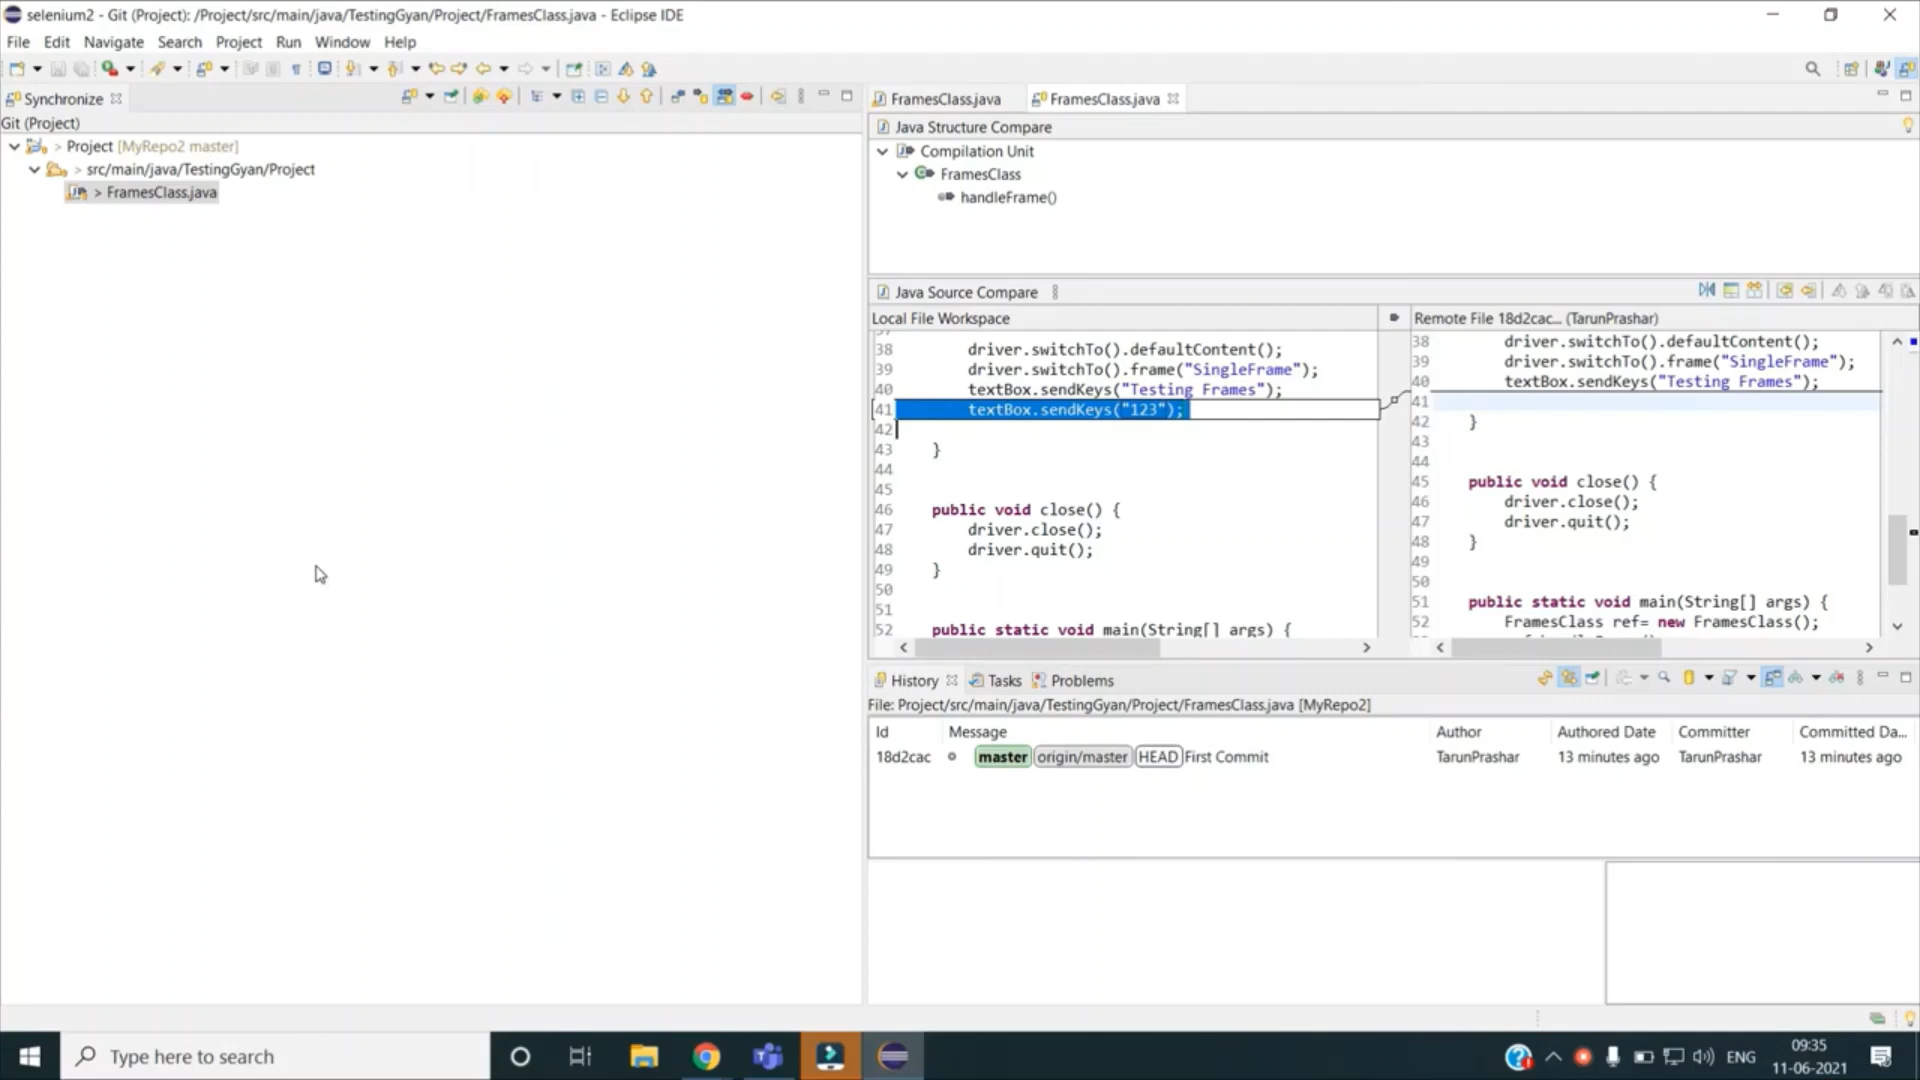 selenium2 - Git (Project): /Project/src/main/java/TestingGyan/Project/FramesClass.java - Eclipse IDE
File Edit Navigate Search Project Run Window Help
Synchronize
Git (Project)
> Project [MyRepo2 master]
> src/main/java/TestingGyan/Project
> FramesClass.java
FramesClass.java
FramesClass.java
Java Structure Compare
Compilation Unit
FramesClass
handleFrame()
Java Source Compare
Local File Workspace
37
38 driver.switchTo().defaultContent();
39 driver.switchTo().frame("SingleFrame");
40 textBox.sendKeys("Testing Frames");
41 textBox.sendKeys("123");
42
43 }
44
45
46 public void close() {
47 driver.close();
48 driver.quit();
49 }
50
51
52 public static void main(String[] args) {
Remote File 18d2cac... (TarunPrashar)
38 driver.switchTo().defaultContent();
39 driver.switchTo().frame("SingleFrame");
40 textBox.sendKeys("Testing Frames");
41
42 }
43
44
45 public void close() {
46 driver.close();
47 driver.quit();
48 }
49
50
51 public static void main(String[] args) {
52 FramesClass ref= new FramesClass();
History Tasks Problems
File: Project/src/main/java/TestingGyan/Project/FramesClass.java [MyRepo2]
Id Message Author Authored Date Committer Committed Da...
18d2cac master origin/master HEAD First Commit TarunPrashar 13 minutes ago TarunPrashar 13 minutes ago
Type here to search
ENG
09:35
11-06-2021